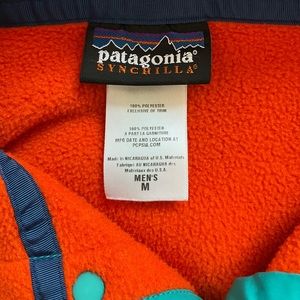 patagonia®
SYNCHILLA®
100% POLYESTER
EXCLUSIVE OF TRIM
100% POLYESTER
A PART LA GARNITURE
MFG DATE AND LOCATION AT
PCPSIA.COM
Made in NICARAGUA of U.S. Materials
Fabriqué AU NICARAGUA des
Matériaux des U.S.A.
MEN'S
M